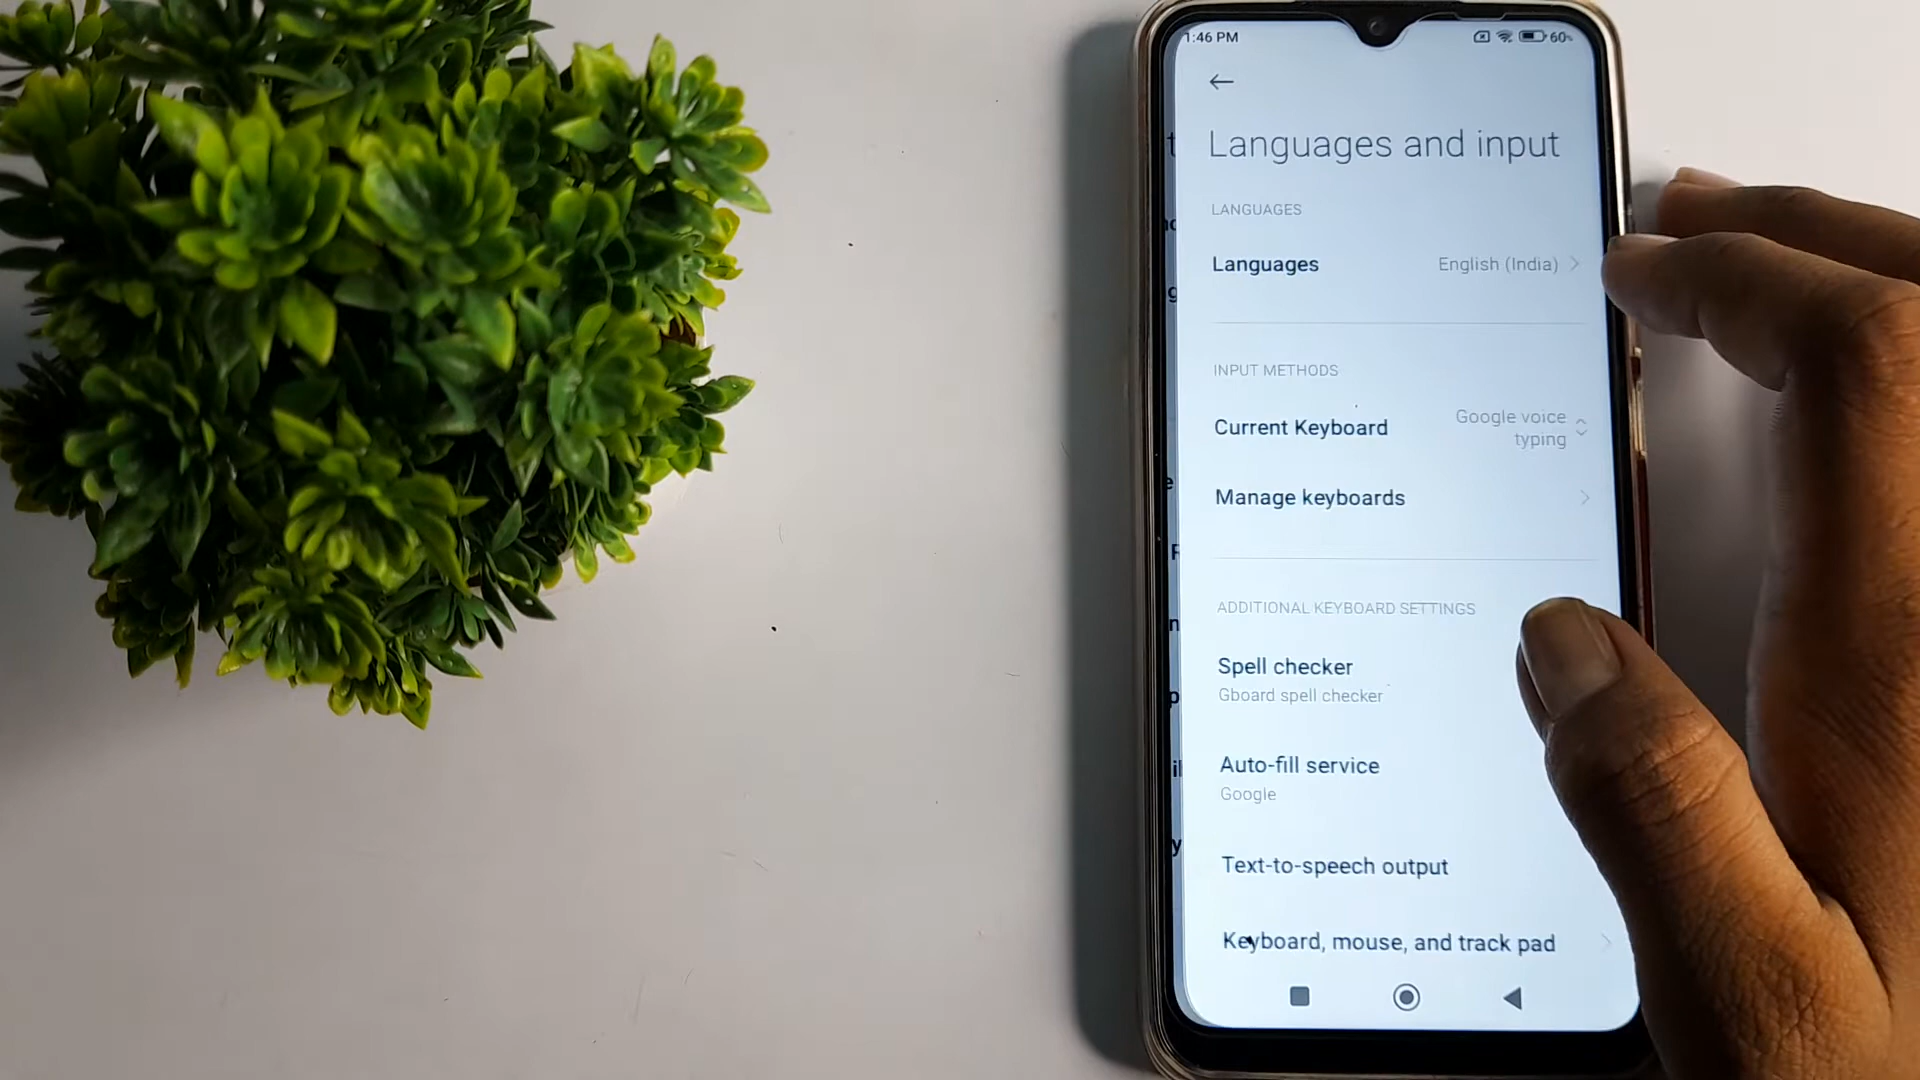 1:46 PM
60
Languages and input
LANGUAGES
Languages
English (India)
INPUT METHODS
Current Keyboard
Google voice
typing
Manage keyboards
ADDITIONAL KEYBOARD SETTINGS
Spell checker
Gboard spell checker
Auto-fill service
Google
Text-to-speech output
Keyboard, mouse, and track pad